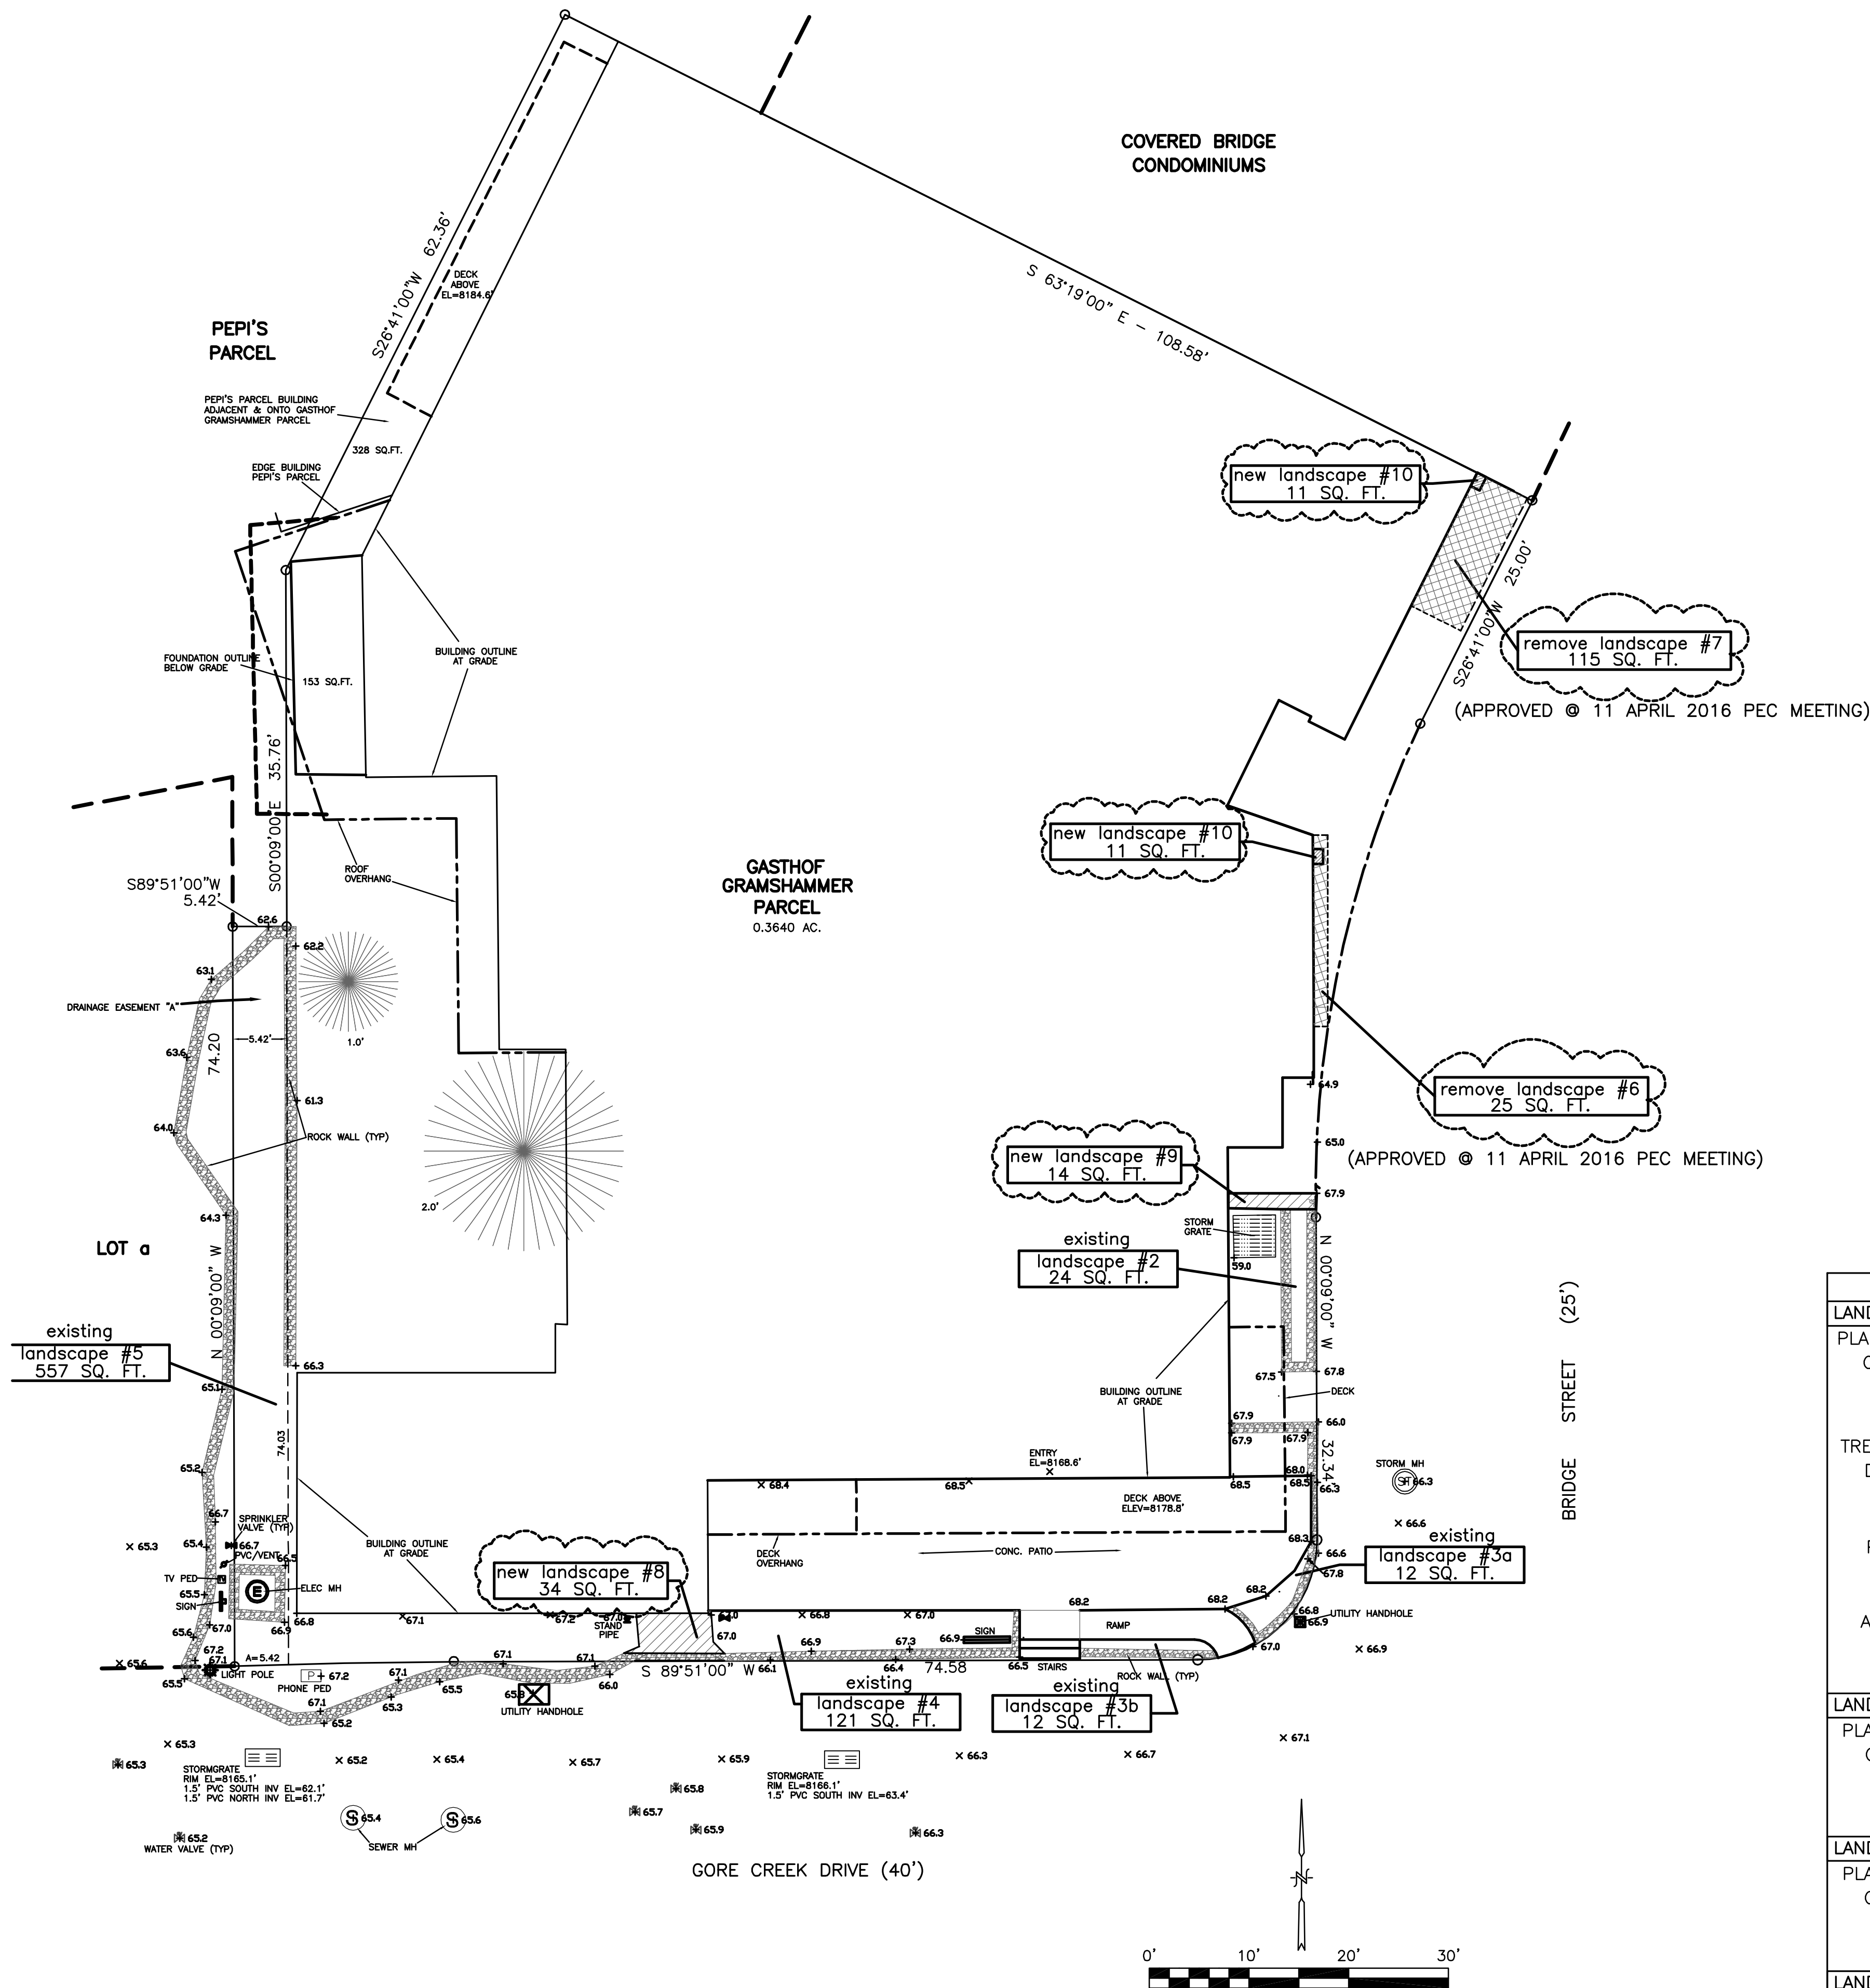 COVERED BRIDGE
CONDOMINIUMS
S26°41'00"W 62.36'
DECK
ABOVE
EL=8184.6'
S 63°19'00" E - 108.58'
PEPI'S
PARCEL
PEPI'S PARCEL BUILDING
ADJACENT & ONTO GASTHOF
GRAMSHAMMER PARCEL
328 SQ.FT.
EDGE BUILDING
PEPI'S PARCEL
new landscape #10
11 SQ. FT.
S26°41'00"W 25.00'
remove landscape #7
115 SQ. FT.
(APPROVED @ 11 APRIL 2016 PEC MEETING)
FOUNDATION OUTLINE
BELOW GRADE
153 SQ.FT.
BUILDING OUTLINE
AT GRADE
S00°09'00"E 35.76'
new landscape #10
11 SQ. FT.
ROOF
OVERHANG
GASTHOF
GRAMSHAMMER
PARCEL
0.3640 AC.
S89°51'00"W
5.42'
62.6
62.2
63.1
DRAINAGE EASEMENT "A"
5.42'
1.0'
74.20
63.6
61.3
64.0
ROCK WALL (TYP)
64.9
remove landscape #6
25 SQ. FT.
(APPROVED @ 11 APRIL 2016 PEC MEETING)
65.0
new landscape #9
14 SQ. FT.
67.9
2.0'
64.3
STORM
GRATE
LOT a
existing
landscape #2
24 SQ. FT.
59.0
N 00°09'00" W
N 00°09'00" W
BRIDGE STREET (25')
existing
landscape #5
557 SQ. FT.
66.3
65.1
67.5
67.8
BUILDING OUTLINE
AT GRADE
DECK
67.9
66.0
67.9
67.9
74.03
32.34'
ENTRY
EL=8168.6'
65.2
68.4
68.5
68.5
68.0
68.5
66.3
STORM MH
66.3
DECK ABOVE
ELEV=8178.8'
66.7
SPRINKLER
VALVE (TYP)
65.3
65.4
66.7
PVC/VENT
66.5
BUILDING OUTLINE
AT GRADE
DECK
OVERHANG
CONC. PATIO
68.3
66.6
66.6
67.8
existing
landscape #3a
12 SQ. FT.
new landscape #8
34 SQ. FT.
TV PED
65.5
SIGN
E
ELEC MH
68.2
68.2
68.2
66.8
66.9
UTILITY HANDHOLE
66.8
66.9
67.1
67.2
67.0
STAND
PIPE
67.0
67.0
66.8
67.0
67.0
65.6
SIGN
66.9
RAMP
67.0
66.9
65.6
67.2
67.1
A=5.42
66.9
67.3
LIGHT POLE
65.5
P
67.2
PHONE PED
67.1
67.1
67.1
S 89°51'00" W
66.1
66.4
74.58
66.5
STAIRS
ROCK WALL (TYP)
65.5
65.3
67.1
65.2
65.8
66.0
UTILITY HANDHOLE
existing
landscape #4
121 SQ. FT.
existing
landscape #3b
12 SQ. FT.
65.3
65.2
65.4
65.7
65.9
66.3
66.7
67.1
65.3
STORMGRATE
RIM EL=8165.1'
1.5' PVC SOUTH INV EL=62.1'
1.5' PVC NORTH INV EL=61.7'
STORMGRATE
RIM EL=8166.1'
1.5' PVC SOUTH INV EL=63.4'
65.8
65.7
65.9
66.3
S
65.4
S
65.6
SEWER MH
65.2
WATER VALVE (TYP)
GORE CREEK DRIVE (40')
N
0' 10' 20' 30'